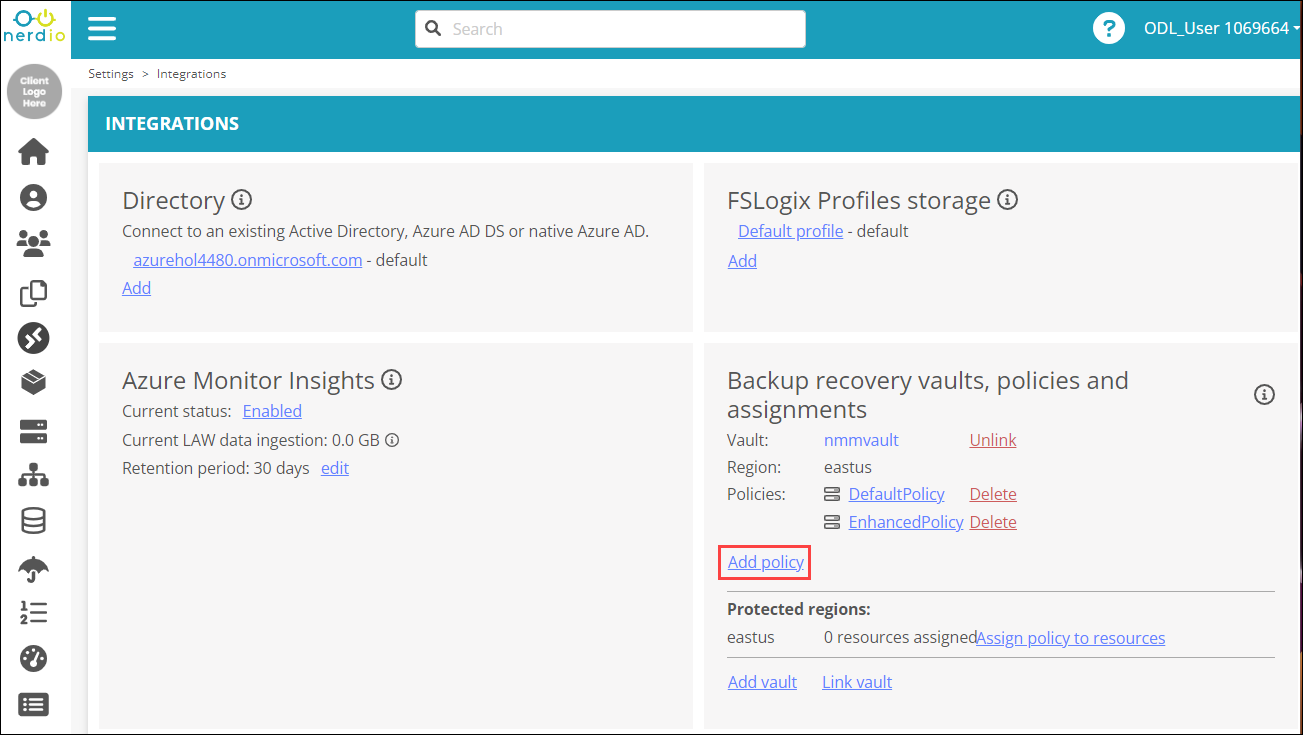 nerdio
Search
?
ODL_User 1069664
Client
Logo
Here
Settings > Integrations
INTEGRATIONS
Directory
Connect to an existing Active Directory, Azure AD DS or native Azure AD.
azurehol4480.onmicrosoft.com - default
Add
FSLogix Profiles storage
Default profile - default
Add
Azure Monitor Insights
Current status: Enabled
Current LAW data ingestion: 0.0 GB
Retention period: 30 days edit
Backup recovery vaults, policies and
assignments
Vault: nmmvault Unlink
Region: eastus
Policies: DefaultPolicy Delete
EnhancedPolicy Delete
Add policy
Protected regions:
eastus 0 resources assigned Assign policy to resources
Add vault Link vault